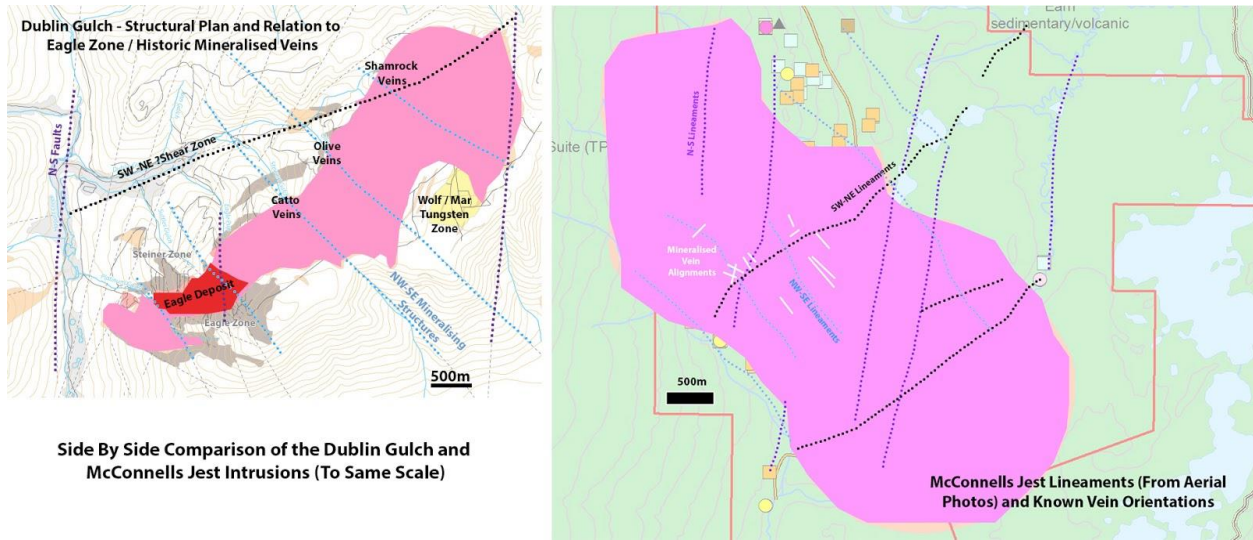 Dublin Gulch - Structural Plan and Relation to
Eagle Zone / Historic Mineralised Veins
Shamrock
Veins
N-S Faults
SW -NE ?Shear Zone
Olive
Veins
Catto
Veins
Wolf / Mar
Tungsten
Zone
Steiner Zone
Eagle Deposit
Eagle Zone
NW-SE Mineralising
Structures
500m
Side By Side Comparison of the Dublin Gulch and
McConnells Jest Intrusions (To Same Scale)
Earn
sedimentary/volcanic
Suite (TP
N-S Lineaments
SW-NE Lineaments
Mineralised
Vein
Alignments
NW-SE Lineaments
500m
McConnells Jest Lineaments (From Aerial
Photos) and Known Vein Orientations